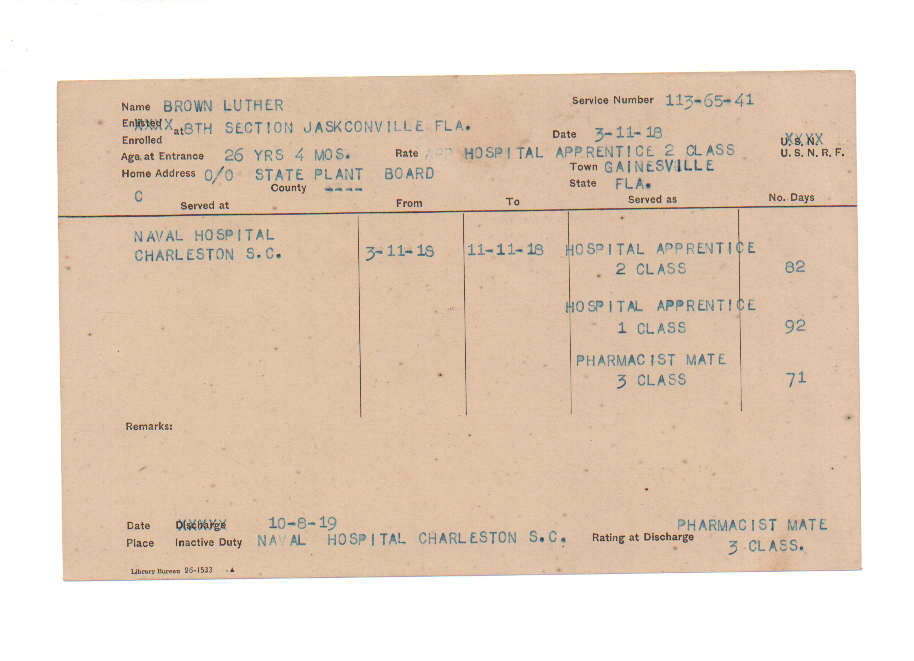 Name BROWN LUTHER Service Number 113-65-41
Enlisted XXXX at 8TH SECTION JASKCONVILLE FLA.
Enrolled Date 3-11-18 U.S.N. XXXX
Age at Entrance 26 YRS 4 MOS. Rate APP HOSPITAL APPRENTICE 2 CLASS U. S. N. R. F.
Home Address O/O STATE PLANT BOARD Town GAINESVILLE
C County ---- State FLA.
Served at From To Served as No. Days
NAVAL HOSPITAL
CHARLESTON S.C. 3-11-18 11-11-18 HOSPITAL APPRENTICE
2 CLASS 82
HOSPITAL APPRENTICE
1 CLASS 92
PHARMACIST MATE
3 CLASS 71
Remarks:
Date Discharge XXXXX 10-8-19 PHARMACIST MATE
Place Inactive Duty NAVAL HOSPITAL CHARLESTON S.C. Rating at Discharge 3 CLASS.
Library Bureau 26-1523